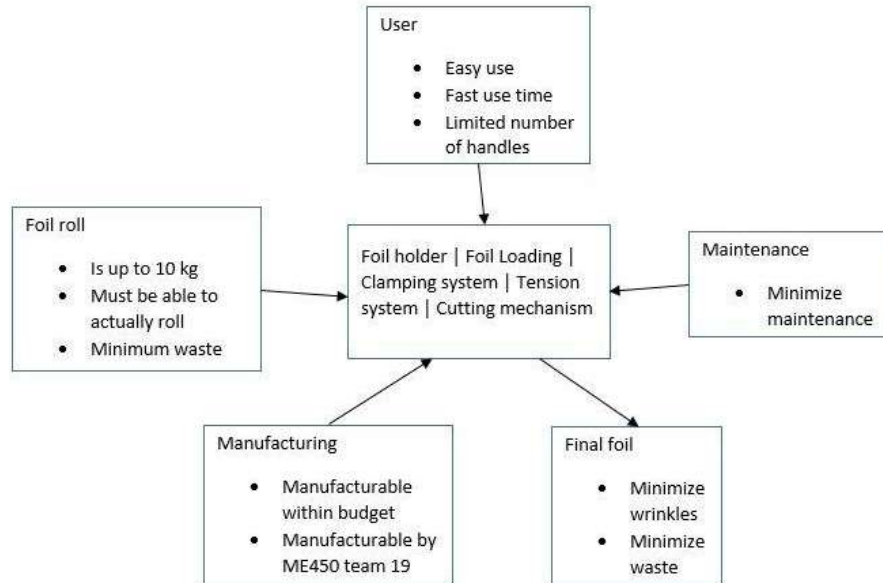 User
• Easy use
• Fast use time
• Limited number
of handles
Foil roll
• Is up to 10 kg
• Must be able to
actually roll
• Minimum waste
Foil holder | Foil Loading |
Clamping system | Tension
system | Cutting mechanism
Maintenance
• Minimize
maintenance
Manufacturing
• Manufacturable
within budget
• Manufacturable by
ME450 team 19
Final foil
• Minimize
wrinkles
• Minimize
waste